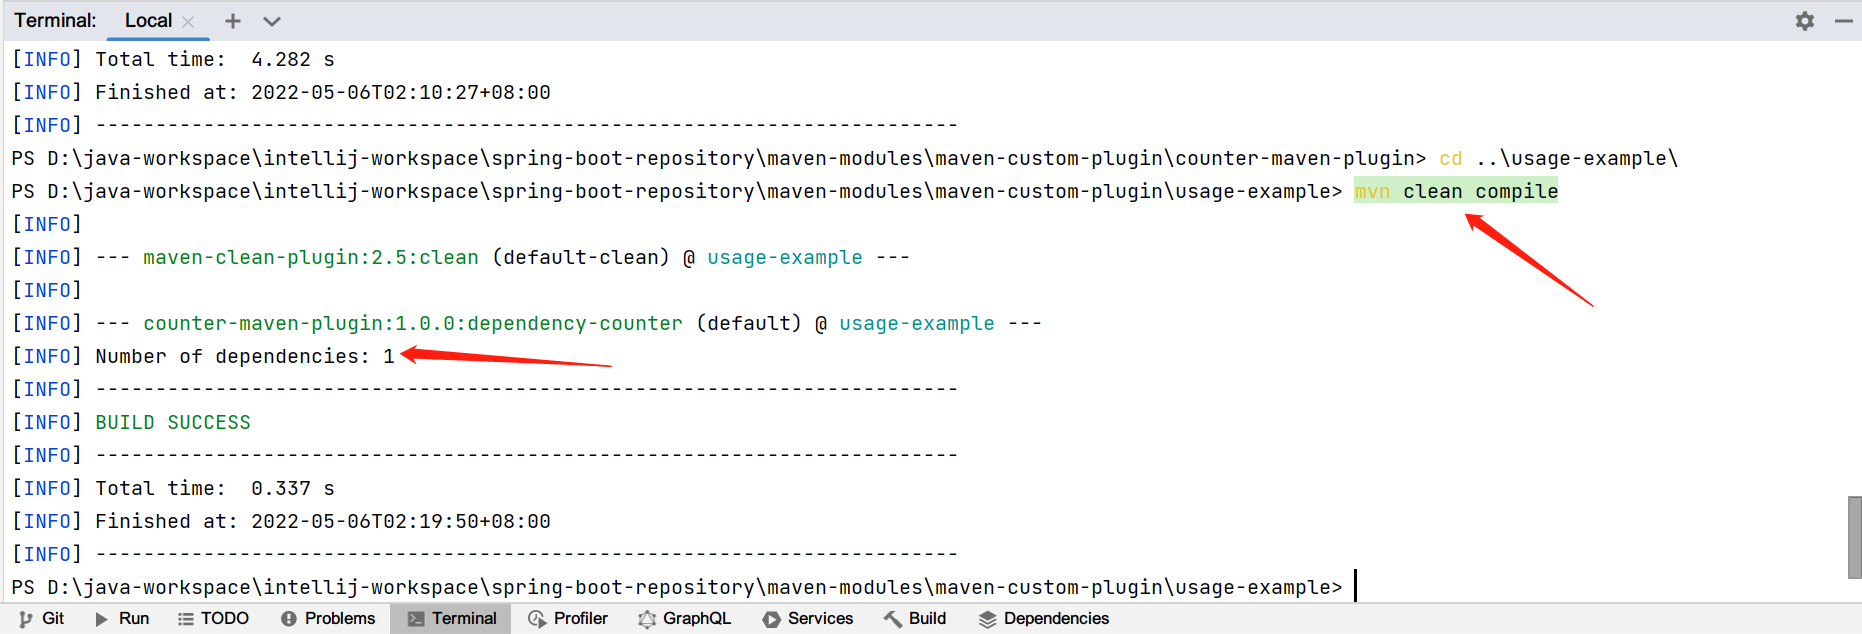 Terminal: Local
[INFO] Total time:  4.282 s
[INFO] Finished at: 2022-05-06T02:10:27+08:00
[INFO] ------------------------------------------------------------------------
PS D:\java-workspace\intellij-workspace\spring-boot-repository\maven-modules\maven-custom-plugin\counter-maven-plugin> cd ..\usage-example\
PS D:\java-workspace\intellij-workspace\spring-boot-repository\maven-modules\maven-custom-plugin\usage-example> mvn clean compile
[INFO]
[INFO] --- maven-clean-plugin:2.5:clean (default-clean) @ usage-example ---
[INFO]
[INFO] --- counter-maven-plugin:1.0.0:dependency-counter (default) @ usage-example ---
[INFO] Number of dependencies: 1
[INFO] ------------------------------------------------------------------------
[INFO] BUILD SUCCESS
[INFO] ------------------------------------------------------------------------
[INFO] Total time:  0.337 s
[INFO] Finished at: 2022-05-06T02:19:50+08:00
[INFO] ------------------------------------------------------------------------
PS D:\java-workspace\intellij-workspace\spring-boot-repository\maven-modules\maven-custom-plugin\usage-example>
Git Run TODO Problems Terminal Profiler GraphQL Services Build Dependencies